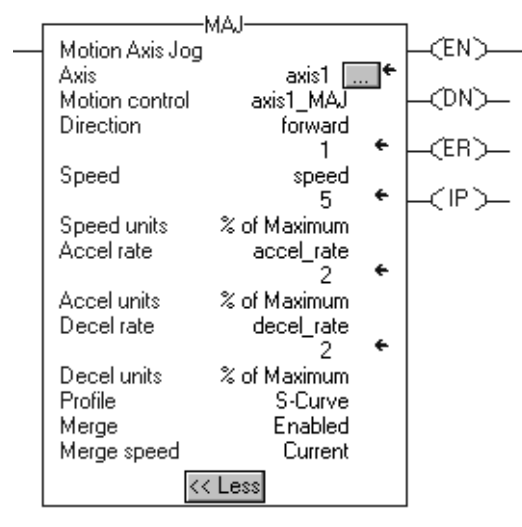 MAJ
Motion Axis Jog
(EN)
Axis axis1 ...
Motion control axis1_MAJ
(DN)
Direction forward
1
(ER)
Speed speed
5
(IP)
Speed units % of Maximum
Accel rate accel_rate
2
Accel units % of Maximum
Decel rate decel_rate
2
Decel units % of Maximum
Profile S-Curve
Merge Enabled
Merge speed Current
<< Less